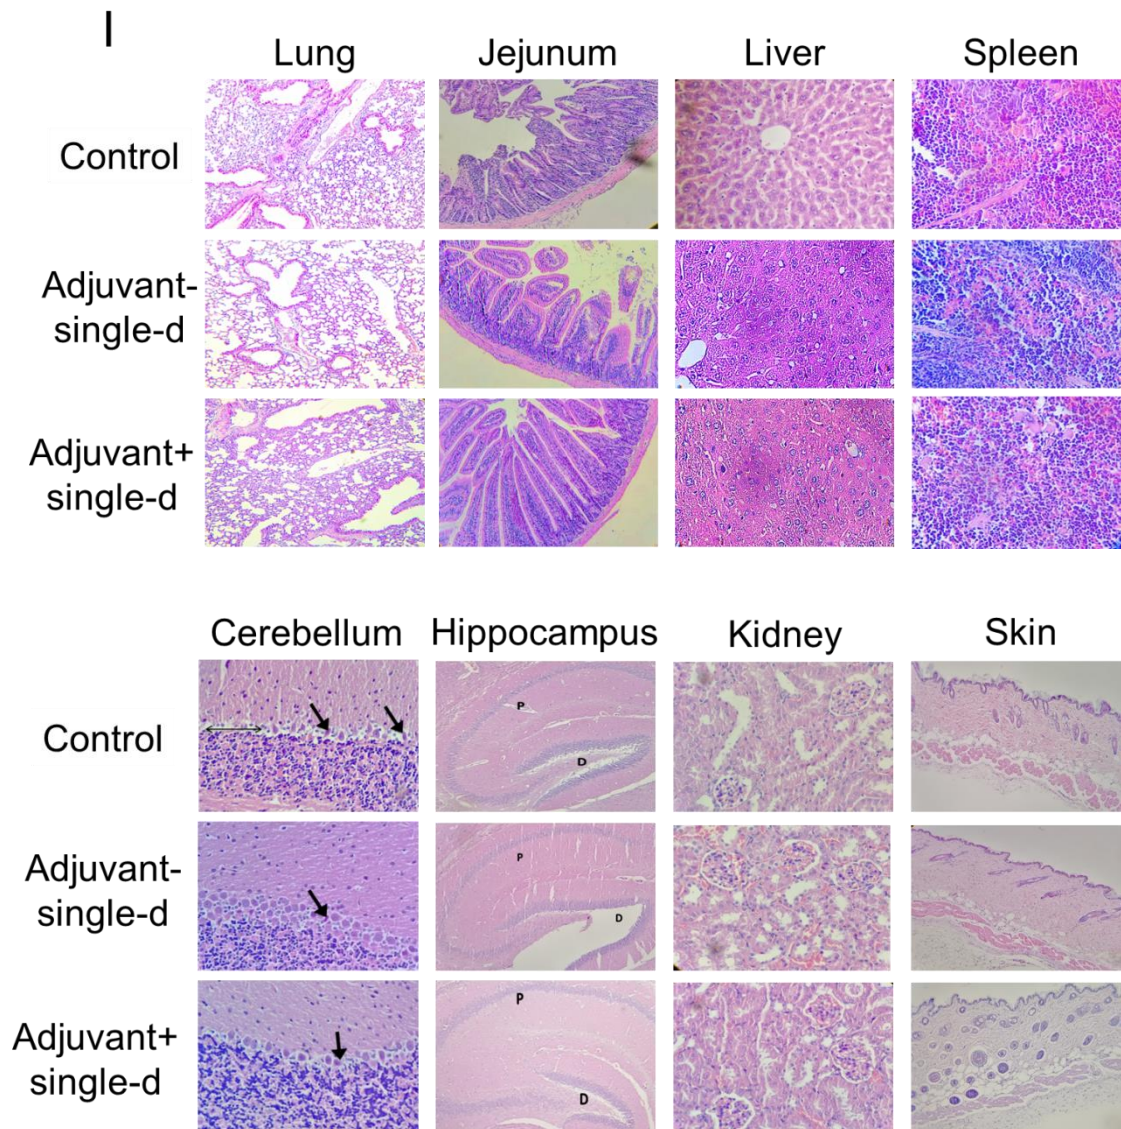 I
Lung Jejunum Liver Spleen
Control
Adjuvant-
single-d
Adjuvant+
single-d
Cerebellum Hippocampus Kidney Skin
Control
P
D
Adjuvant-
single-d
P
D
Adjuvant+
single-d
P
D